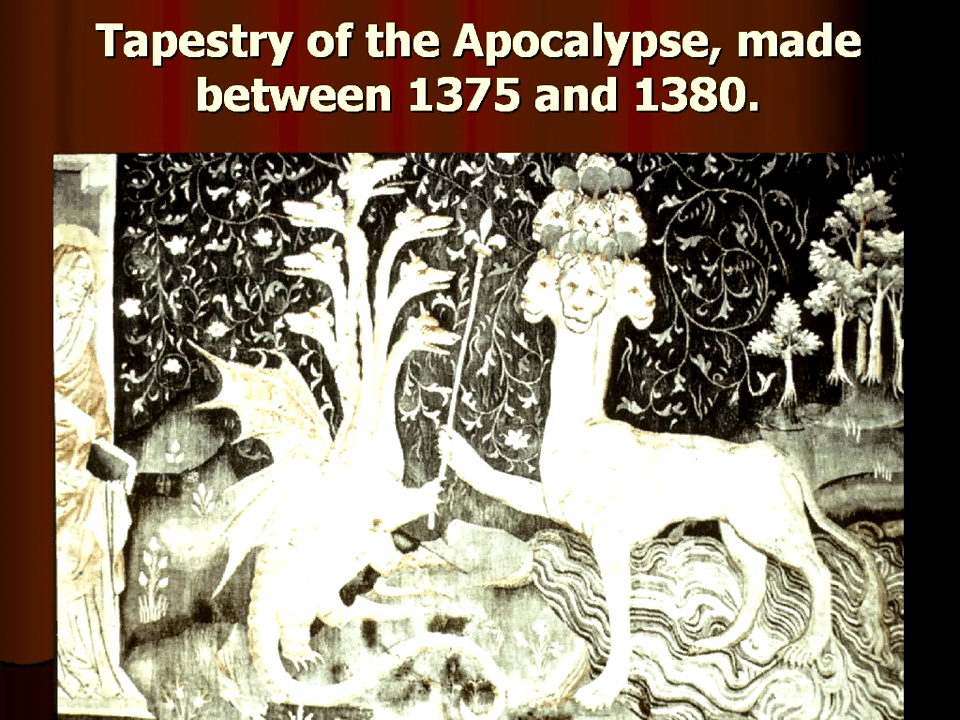 Tapestry of the Apocalypse, made
between 1375 and 1380.